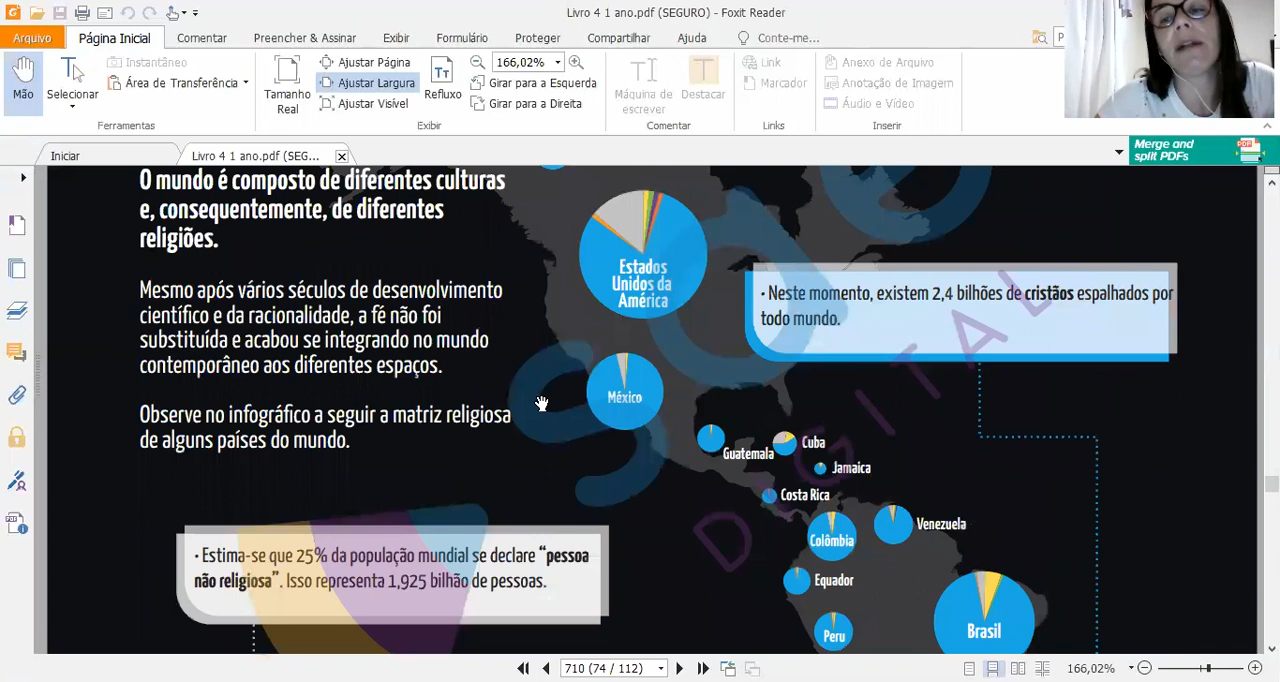 Livro 4 1 ano.pdf (SEGURO) - Foxit Reader
Arquivo
Página Inicial
Comentar
Preencher & Assinar
Exibir
Formulário
Proteger
Compartilhar
Ajuda
Conte-me...
Mão
Selecionar
Instantâneo
Área de Transferência
Ferramentas
Tamanho
Real
Ajustar Página
Ajustar Largura
Ajustar Visível
Refluxo
166,02%
Girar para a Esquerda
Girar para a Direita
Exibir
Máquina de
escrever
Destacar
Comentar
Link
Marcador
Links
Anexo de Arquivo
Anotação de Imagem
Áudio e Vídeo
Inserir
Iniciar
Livro 4 1 ano.pdf (SEG...
Merge and
split PDFs
O mundo é composto de diferentes culturas
e, consequentemente, de diferentes
religiões.
Mesmo após vários séculos de desenvolvimento
científico e da racionalidade, a fé não foi
substituída e acabou se integrando no mundo
contemporâneo aos diferentes espaços.
Observe no infográfico a seguir a matriz religiosa
de alguns países do mundo.
• Estima-se que 25% da população mundial se declare “pessoa
não religiosa”. Isso representa 1,925 bilhão de pessoas.
Estados
Unidos da
América
• Neste momento, existem 2,4 bilhões de cristãos espalhados por
todo mundo.
México
Guatemala
Cuba
Jamaica
Costa Rica
Colômbia
Venezuela
Equador
Peru
Brasil
DIGITAL
710 (74 / 112)
166,02%